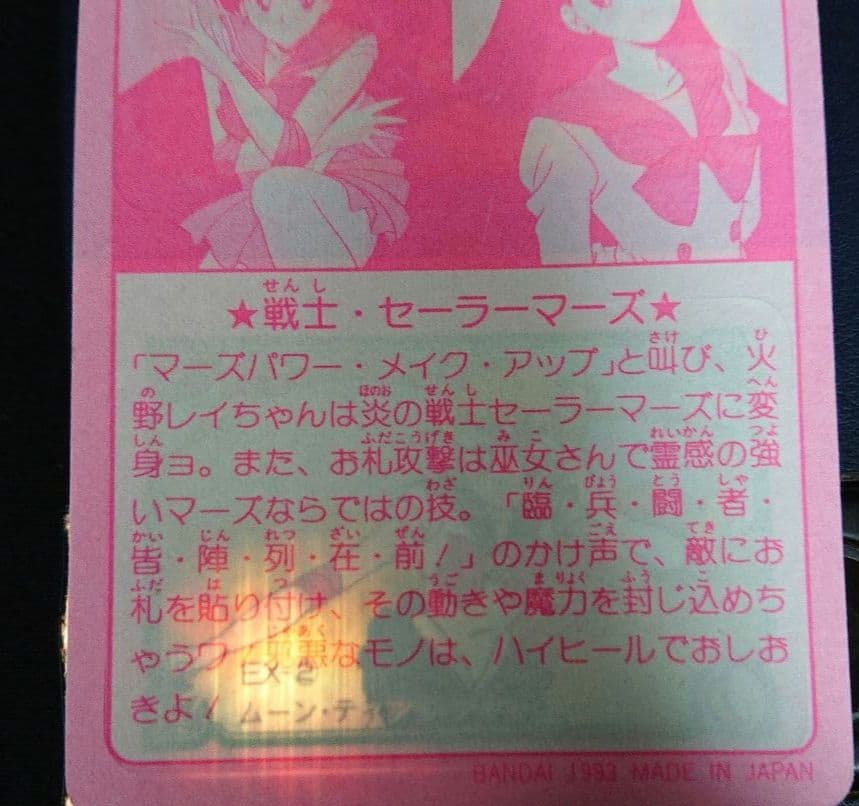 ★戦士・セーラーマーズ★
「マーズパワー・メイク・アップ」と叫び、火
野レイちゃんは炎の戦士セーラーマーズに変
身ョ。また、お札攻撃は巫女さんで霊感の強
いマーズならではの技。「臨・兵・闘・者・
皆・陣・列・在・前!」のかけ声で、敵にお
札を貼り付け、その動きや魔力を封じ込めち
ゃうワ!邪悪なモノは、ハイヒールでおしお
きよ!
EX-2
ムーン・ティ
BANDAI 1993 MADE IN JAPAN